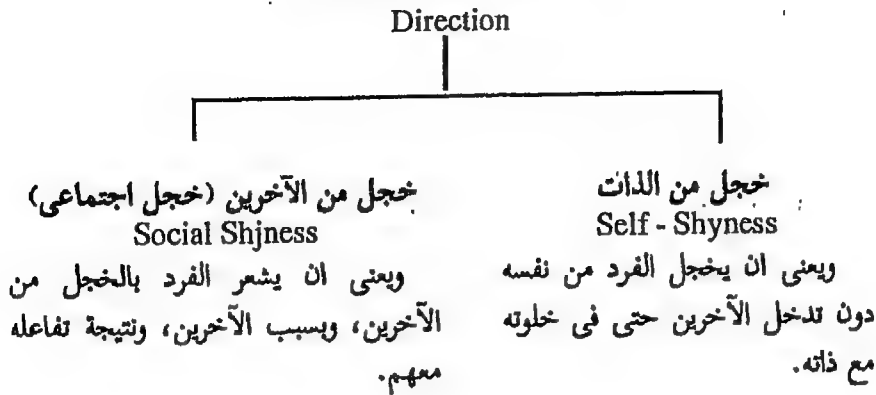 Direction
خجل من الذات
Self - Shyness
ويعنى ان يخجل الفرد من نفسه
دون تدخل الآخرين حتى فى خلوته
مع ذاته.
خجل من الآخرين (خجل اجتماعى)
Social Shjness
ويعنى ان يشعر الفرد بالخجل من
الآخرين، وبسبب الآخرين، ونتيجة تفاعله
معهم.